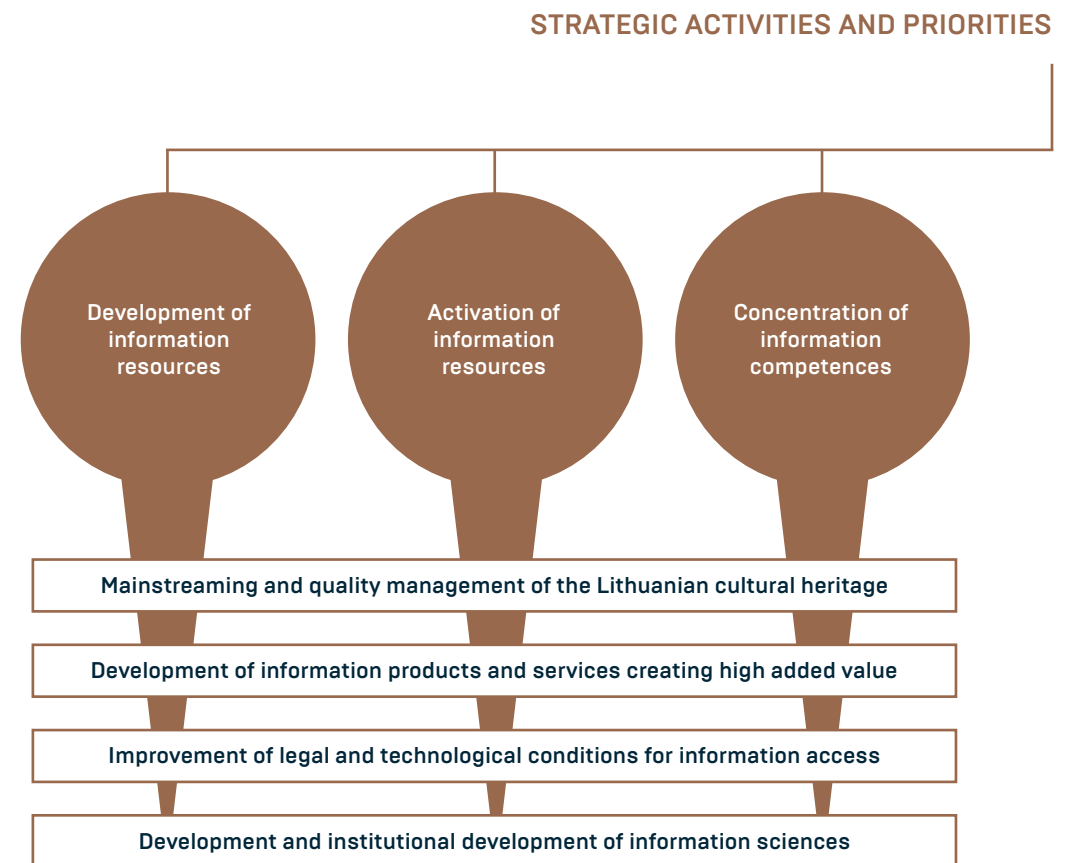 STRATEGIC ACTIVITIES AND PRIORITIES
Development of
information
resources
Activation of
information
resources
Concentration of
information
competences
Mainstreaming and quality management of the Lithuanian cultural heritage
Development of information products and services creating high added value
Improvement of legal and technological conditions for information access
Development and institutional development of information sciences